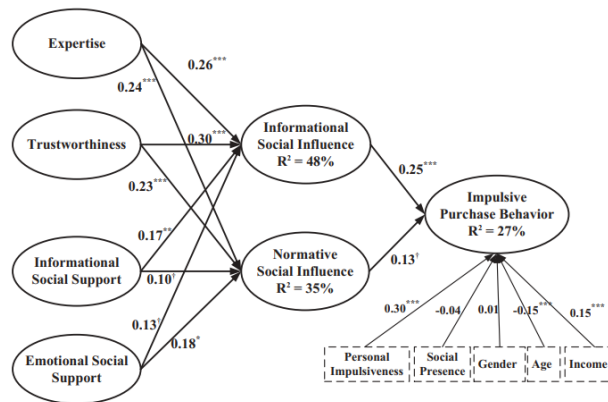 Expertise
0.26***
0.24***
Trustworthiness
0.30***
Informational
Social Influence
R² = 48%
0.23***
0.25***
Impulsive
Purchase Behavior
R² = 27%
0.17**
Informational
Social Support
0.10†
Normative
Social Influence
R² = 35%
0.13†
0.13†
0.18*
Emotional Social
Support
0.30***
-0.04
0.01
-0.15***
0.15***
Personal
Impulsiveness
Social
Presence
Gender
Age
Income